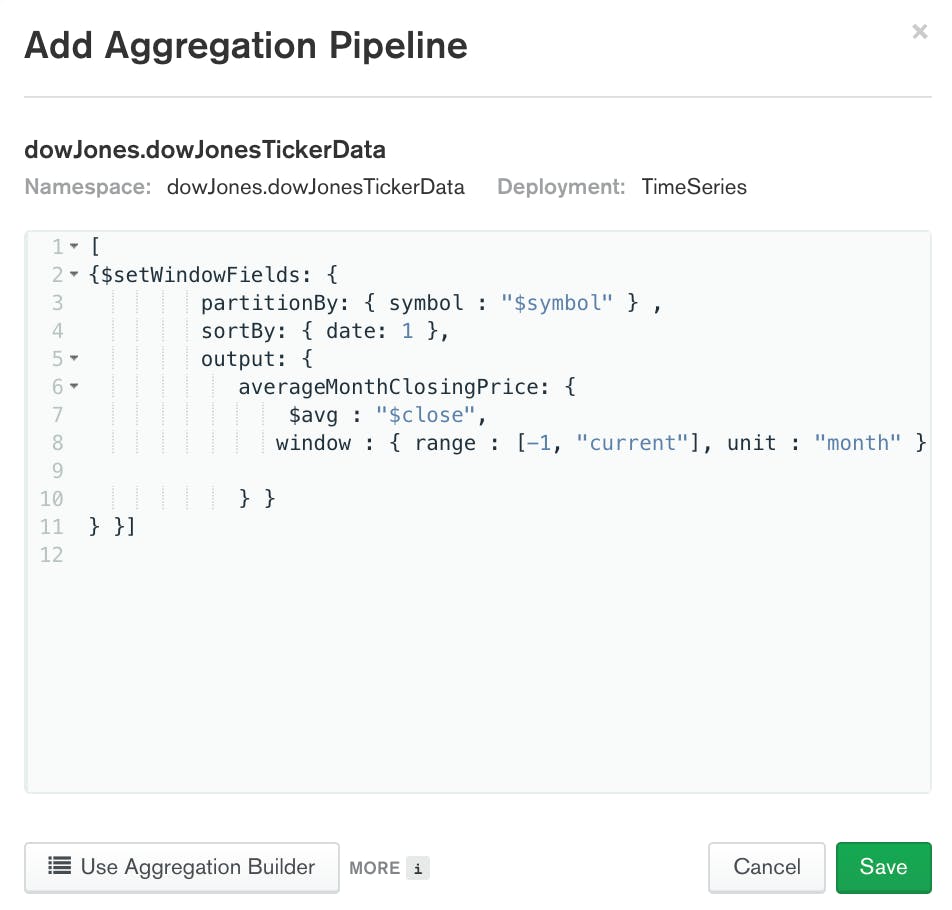 Add Aggregation Pipeline ×
dowJones.dowJonesTickerData
Namespace: dowJones.dowJonesTickerData Deployment: TimeSeries
1 [
2 {$setWindowFields: {
3 partitionBy: { symbol : "$symbol" } ,
4 sortBy: { date: 1 },
5 output: {
6 averageMonthClosingPrice: {
7 $avg : "$close",
8 window : { range : [-1, "current"], unit : "month" }
9
10 } }
11 } }]
12
Use Aggregation Builder MORE i Cancel Save